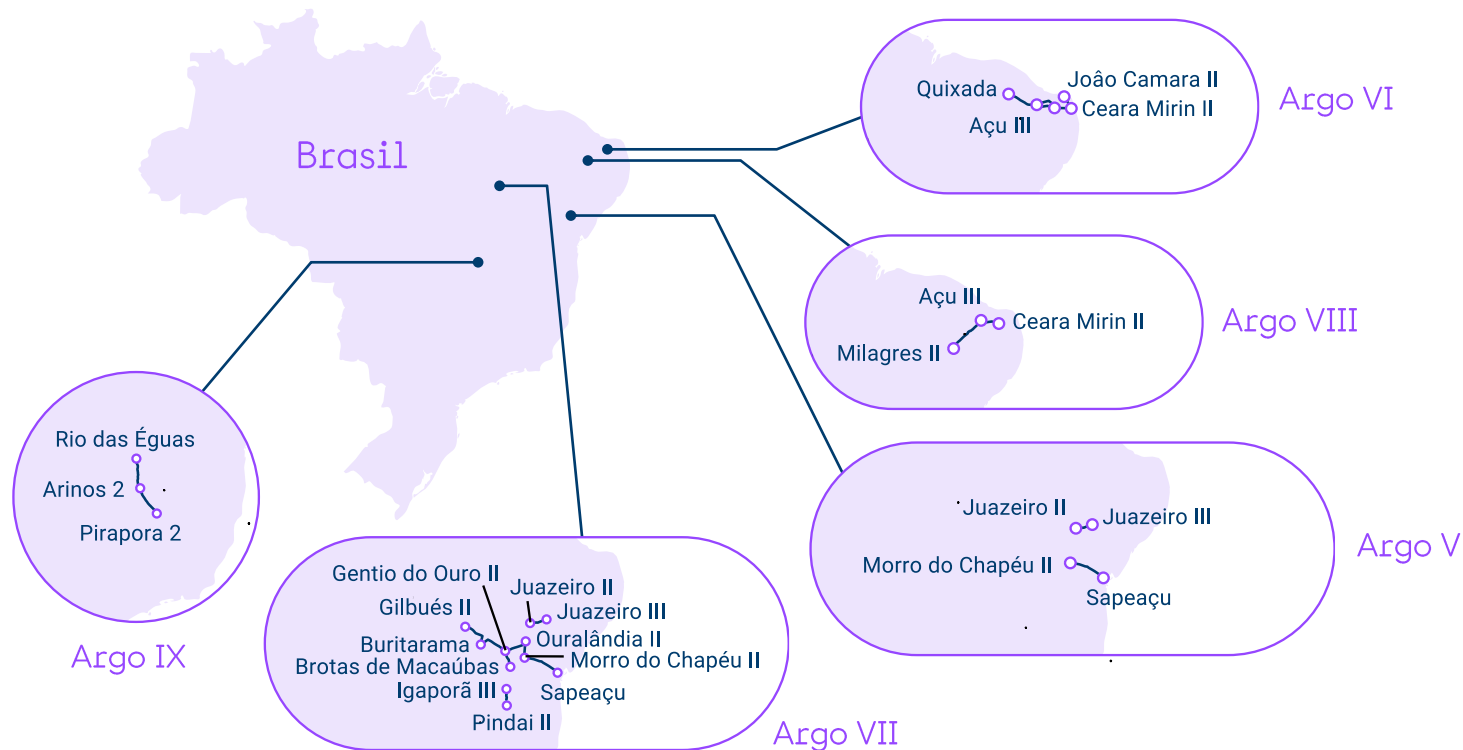 Brasil
Quixada
Joâo Camara II
Açu III
Ceara Mirin II
Argo VI
Açu III
Ceara Mirin II
Milagres II
Argo VIII
Juazeiro II
Juazeiro III
Morro do Chapéu II
Sapeaçu
Argo V
Rio das Éguas
Arinos 2
Pirapora 2
Argo IX
Gentio do Ouro II
Juazeiro II
Gilbués II
Juazeiro III
Buritarama
Ouralândia II
Brotas de Macaúbas
Morro do Chapéu II
Igaporã III
Sapeaçu
Pindai II
Argo VII